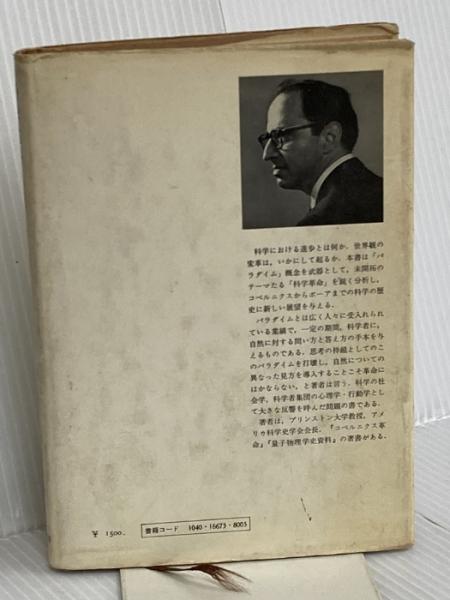 科学における進歩とは何か，世界観の
変革は，いかにして起るか．本書は「パ
ラダイム」概念を武器として，未開拓の
テーマたる「科学革命」を鋭く分析し，
コペルニクスからボーアまでの科学の歴
史に新しい展望を与える．
パラダイムとは広く人々に受入れられ
ている業績で，一定の期間，科学者に，
自然に対する問い方と答え方の手本を与
えるものである．思考の枠組としてのこ
のパラダイムを打壊し，自然についての
異なった見方を導入することこそ革命に
ほかならない，と著者は言う．科学の社
会学，科学者集団の心理学・行動学とし
て大きな反響を呼んだ問題の書である．
著者は，プリンストン大学教授，アメ
リカ科学史学会会長．『コペルニクス革
命』『量子物理学史資料』の著書がある．
¥ 1500.
書籍コード 1040・16673・8005